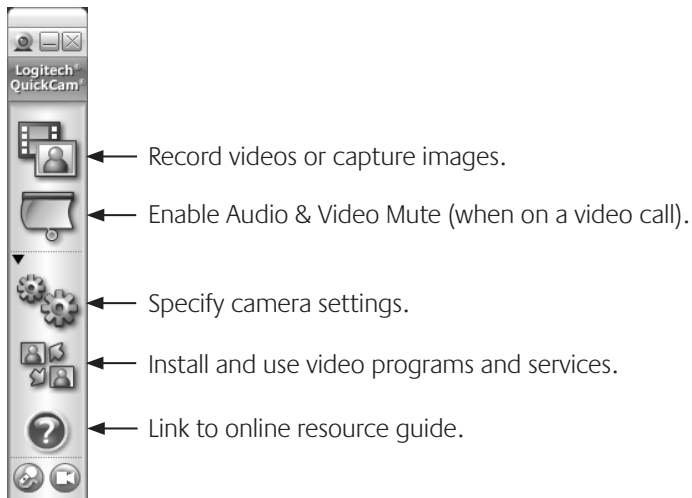 Logitech®
QuickCam®
Record videos or capture images.
Enable Audio & Video Mute (when on a video call).
Specify camera settings.
Install and use video programs and services.
?
Link to online resource guide.